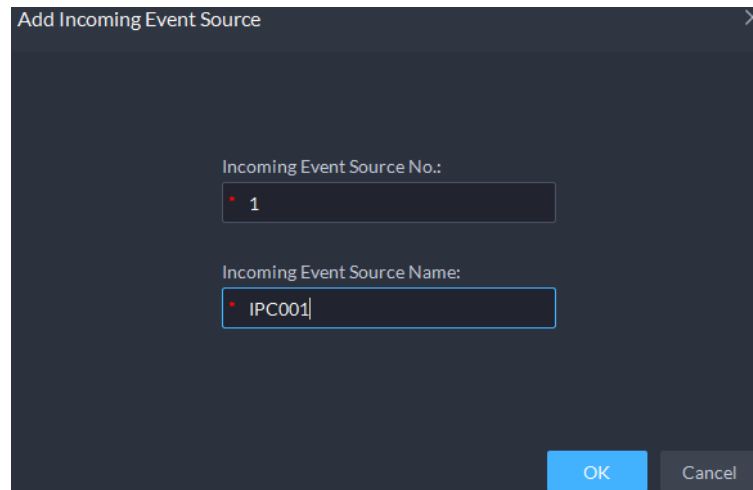 Add Incoming Event Source
Incoming Event Source No.:
* 1
Incoming Event Source Name:
* IPC001
OK Cancel